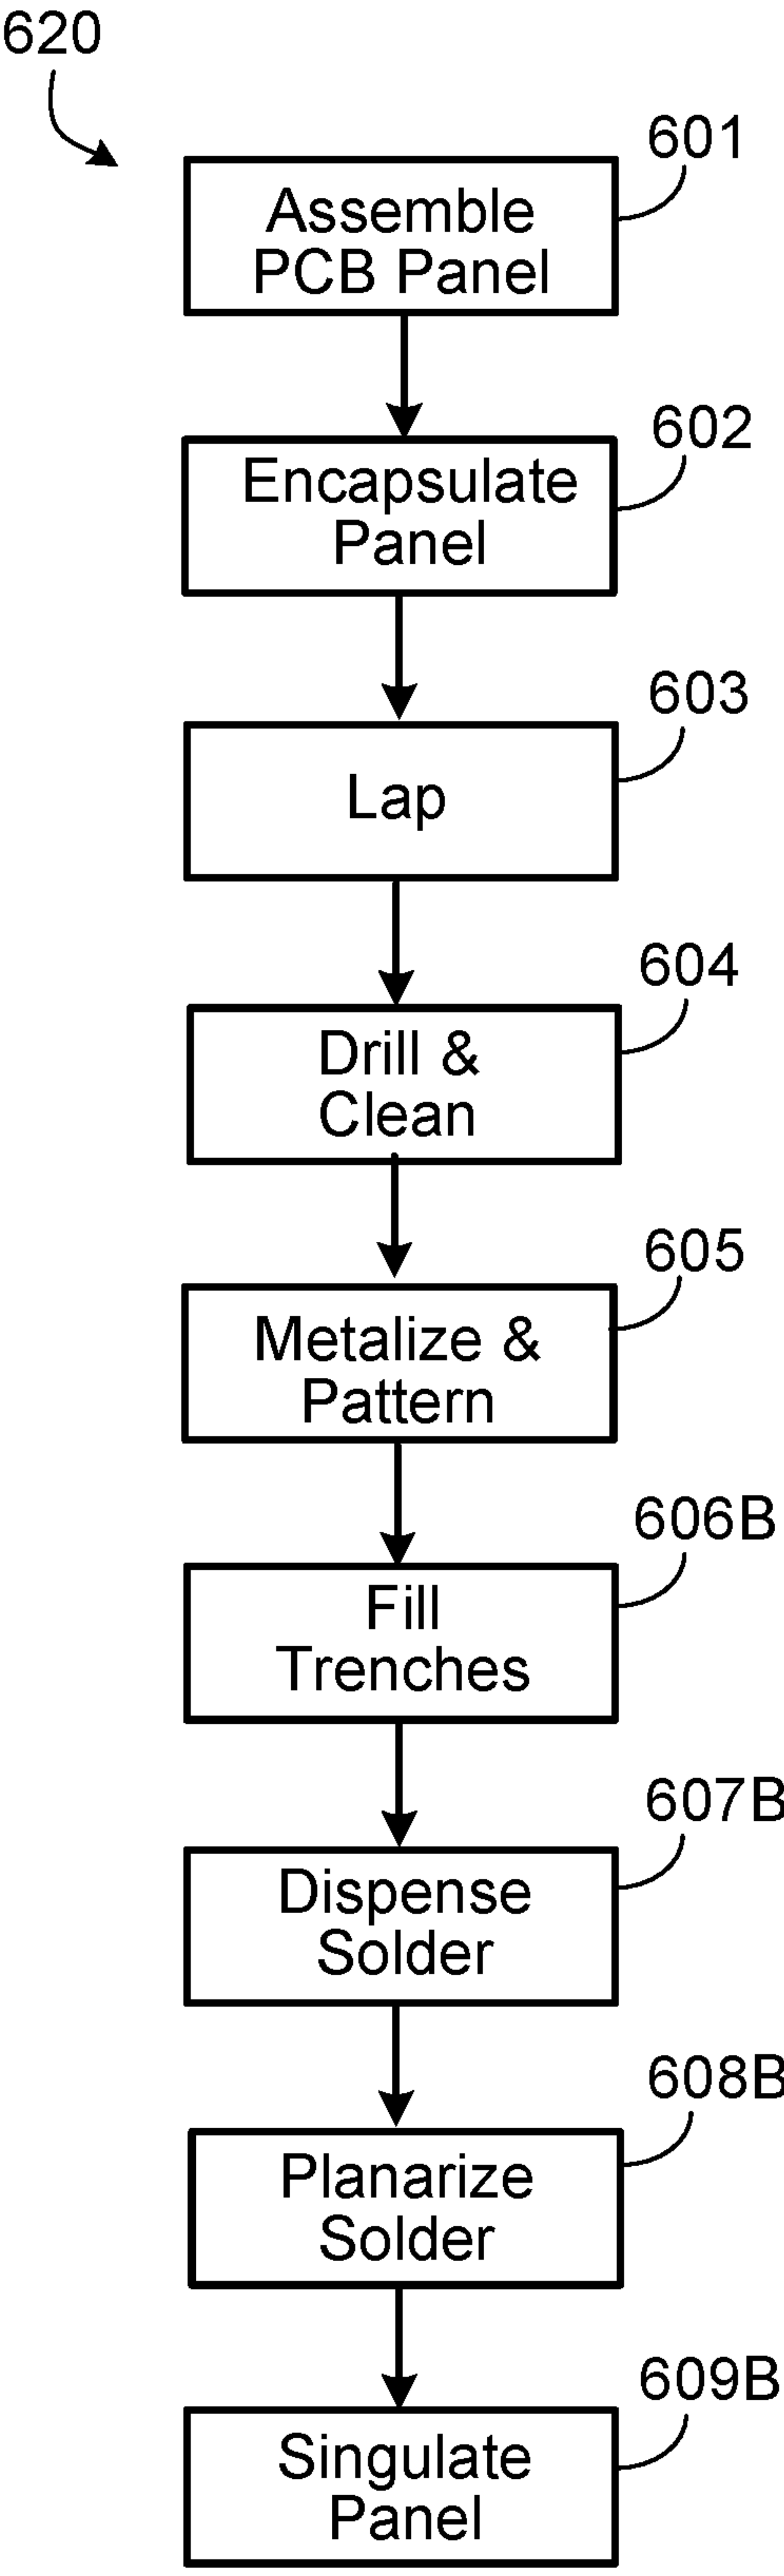 620
601
Assemble
PCB Panel
602
Encapsulate
Panel
603
Lap
604
Drill &
Clean
605
Metalize &
Pattern
606B
Fill
Trenches
607B
Dispense
Solder
608B
Planarize
Solder
609B
Singulate
Panel